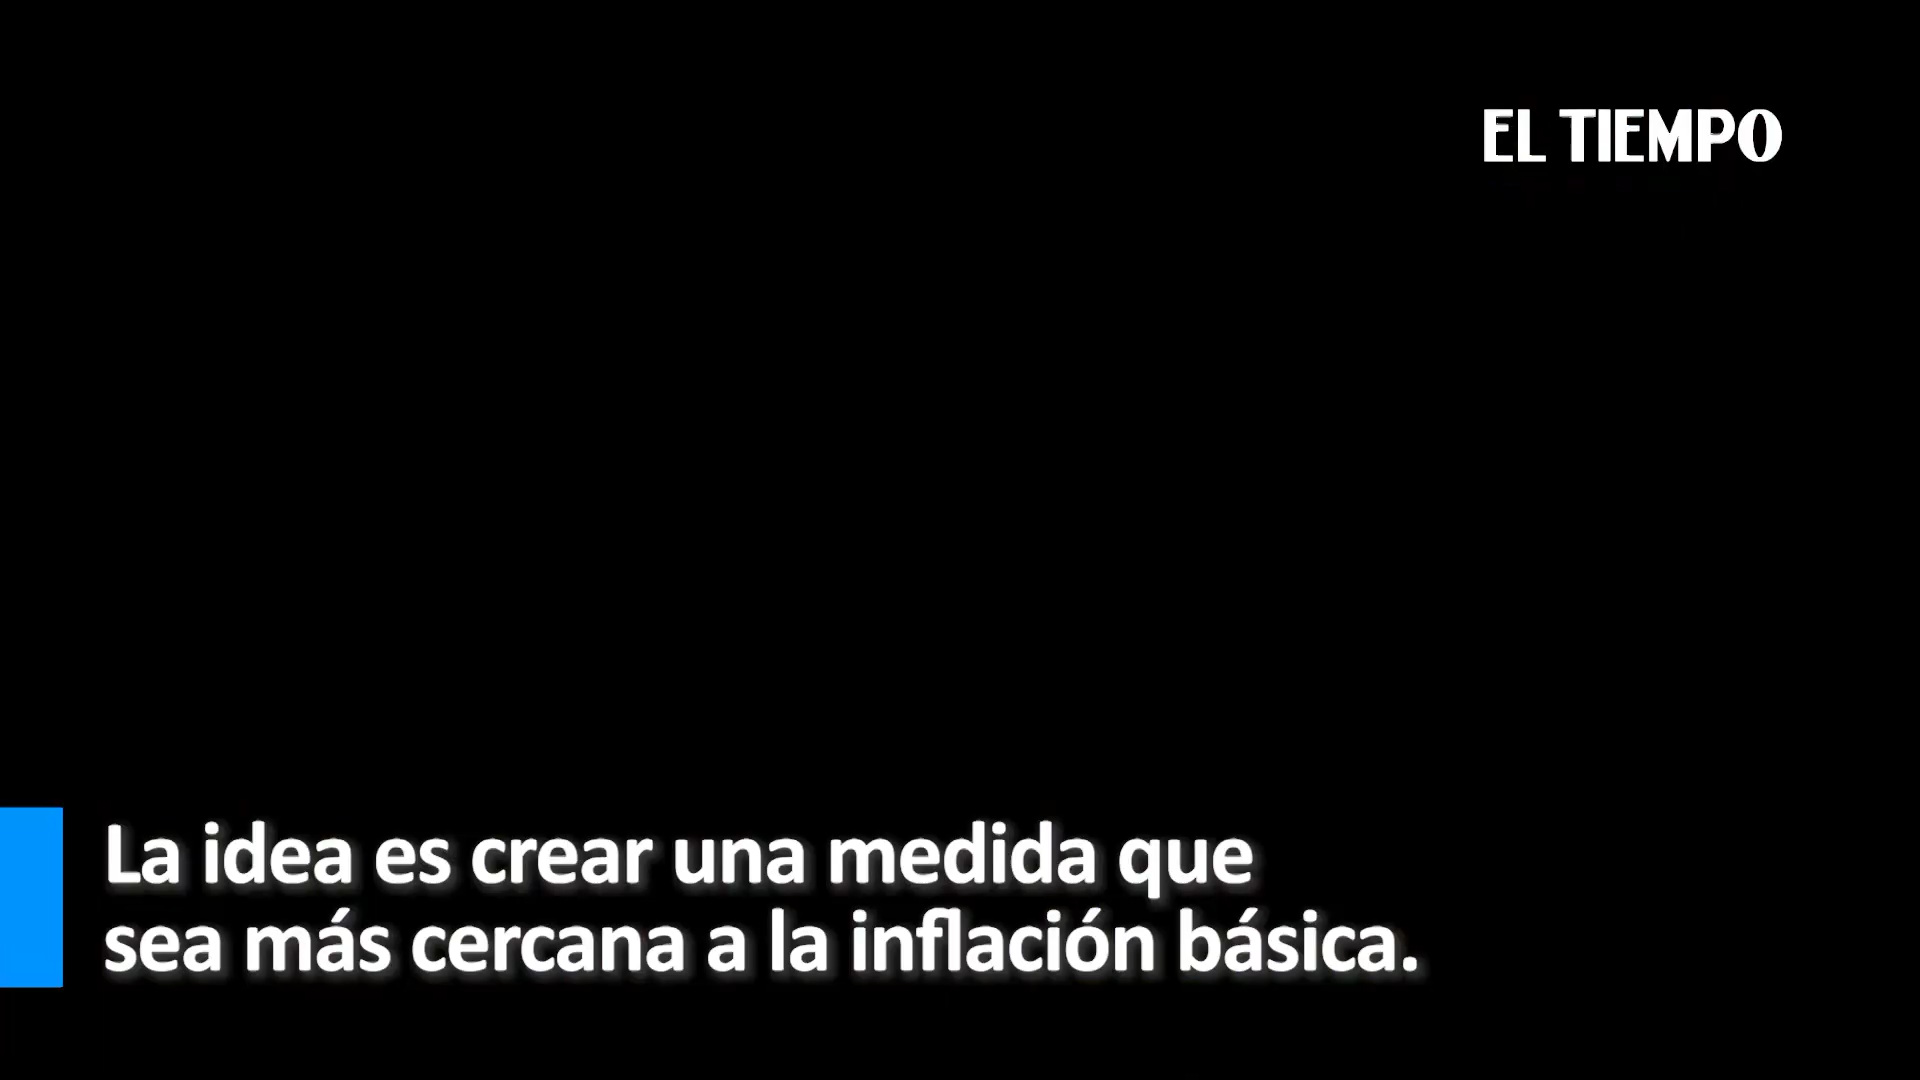 EL TIEMPO
La idea es crear una medida que
sea más cercana a la inflación básica.